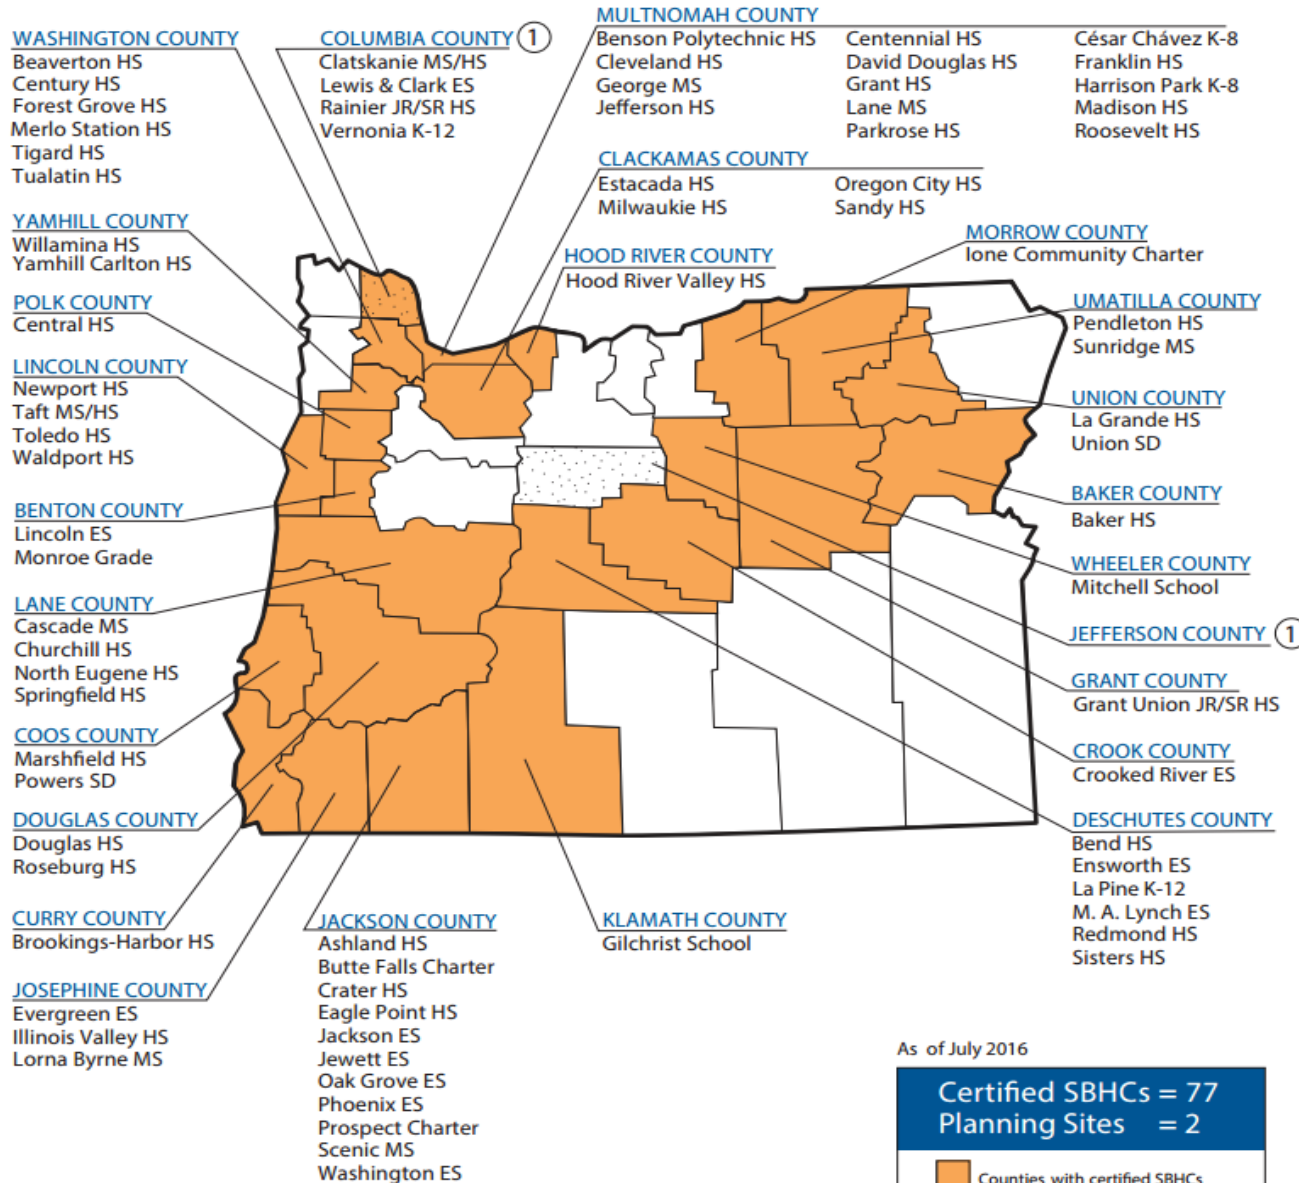 WASHINGTON COUNTY
Beaverton HS
Century HS
Forest Grove HS
Merlo Station HS
Tigard HS
Tualatin HS
COLUMBIA COUNTY 1
Clatskanie MS/HS
Lewis & Clark ES
Rainier JR/SR HS
Vernonia K-12
MULTNOMAH COUNTY
Benson Polytechnic HS
Cleveland HS
George MS
Jefferson HS
Centennial HS
David Douglas HS
Grant HS
Lane MS
Parkrose HS
César Chávez K-8
Franklin HS
Harrison Park K-8
Madison HS
Roosevelt HS
CLACKAMAS COUNTY
Estacada HS
Milwaukie HS
Oregon City HS
Sandy HS
YAMHILL COUNTY
Willamina HS
Yamhill Carlton HS
HOOD RIVER COUNTY
Hood River Valley HS
MORROW COUNTY
Ione Community Charter
POLK COUNTY
Central HS
UMATILLA COUNTY
Pendleton HS
Sunridge MS
LINCOLN COUNTY
Newport HS
Taft MS/HS
Toledo HS
Waldport HS
UNION COUNTY
La Grande HS
Union SD
BENTON COUNTY
Lincoln ES
Monroe Grade
BAKER COUNTY
Baker HS
WHEELER COUNTY
Mitchell School
LANE COUNTY
Cascade MS
Churchill HS
North Eugene HS
Springfield HS
JEFFERSON COUNTY 1
GRANT COUNTY
Grant Union JR/SR HS
COOS COUNTY
Marshfield HS
Powers SD
CROOK COUNTY
Crooked River ES
DOUGLAS COUNTY
Douglas HS
Roseburg HS
DESCHUTES COUNTY
Bend HS
Ensworth ES
La Pine K-12
M. A. Lynch ES
Redmond HS
Sisters HS
CURRY COUNTY
Brookings-Harbor HS
JACKSON COUNTY
Ashland HS
Butte Falls Charter
Crater HS
Eagle Point HS
Jackson ES
Jewett ES
Oak Grove ES
Phoenix ES
Prospect Charter
Scenic MS
Washington ES
KLAMATH COUNTY
Gilchrist School
JOSEPHINE COUNTY
Evergreen ES
Illinois Valley HS
Lorna Byrne MS
As of July 2016
Certified SBHCs = 77
Planning Sites = 2
Counties with certified SBHCs